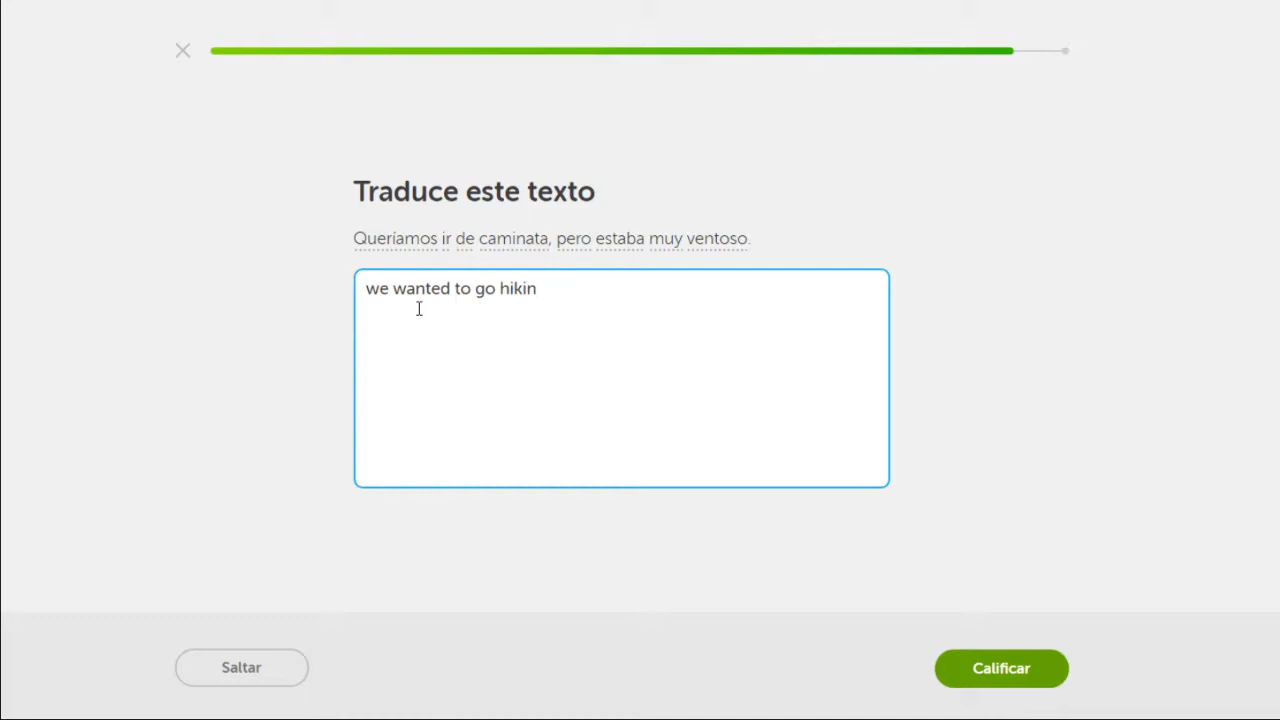 Traduce este texto
Queríamos ir de caminata, pero estaba muy ventoso.
we wanted to go hikin
Saltar
Calificar